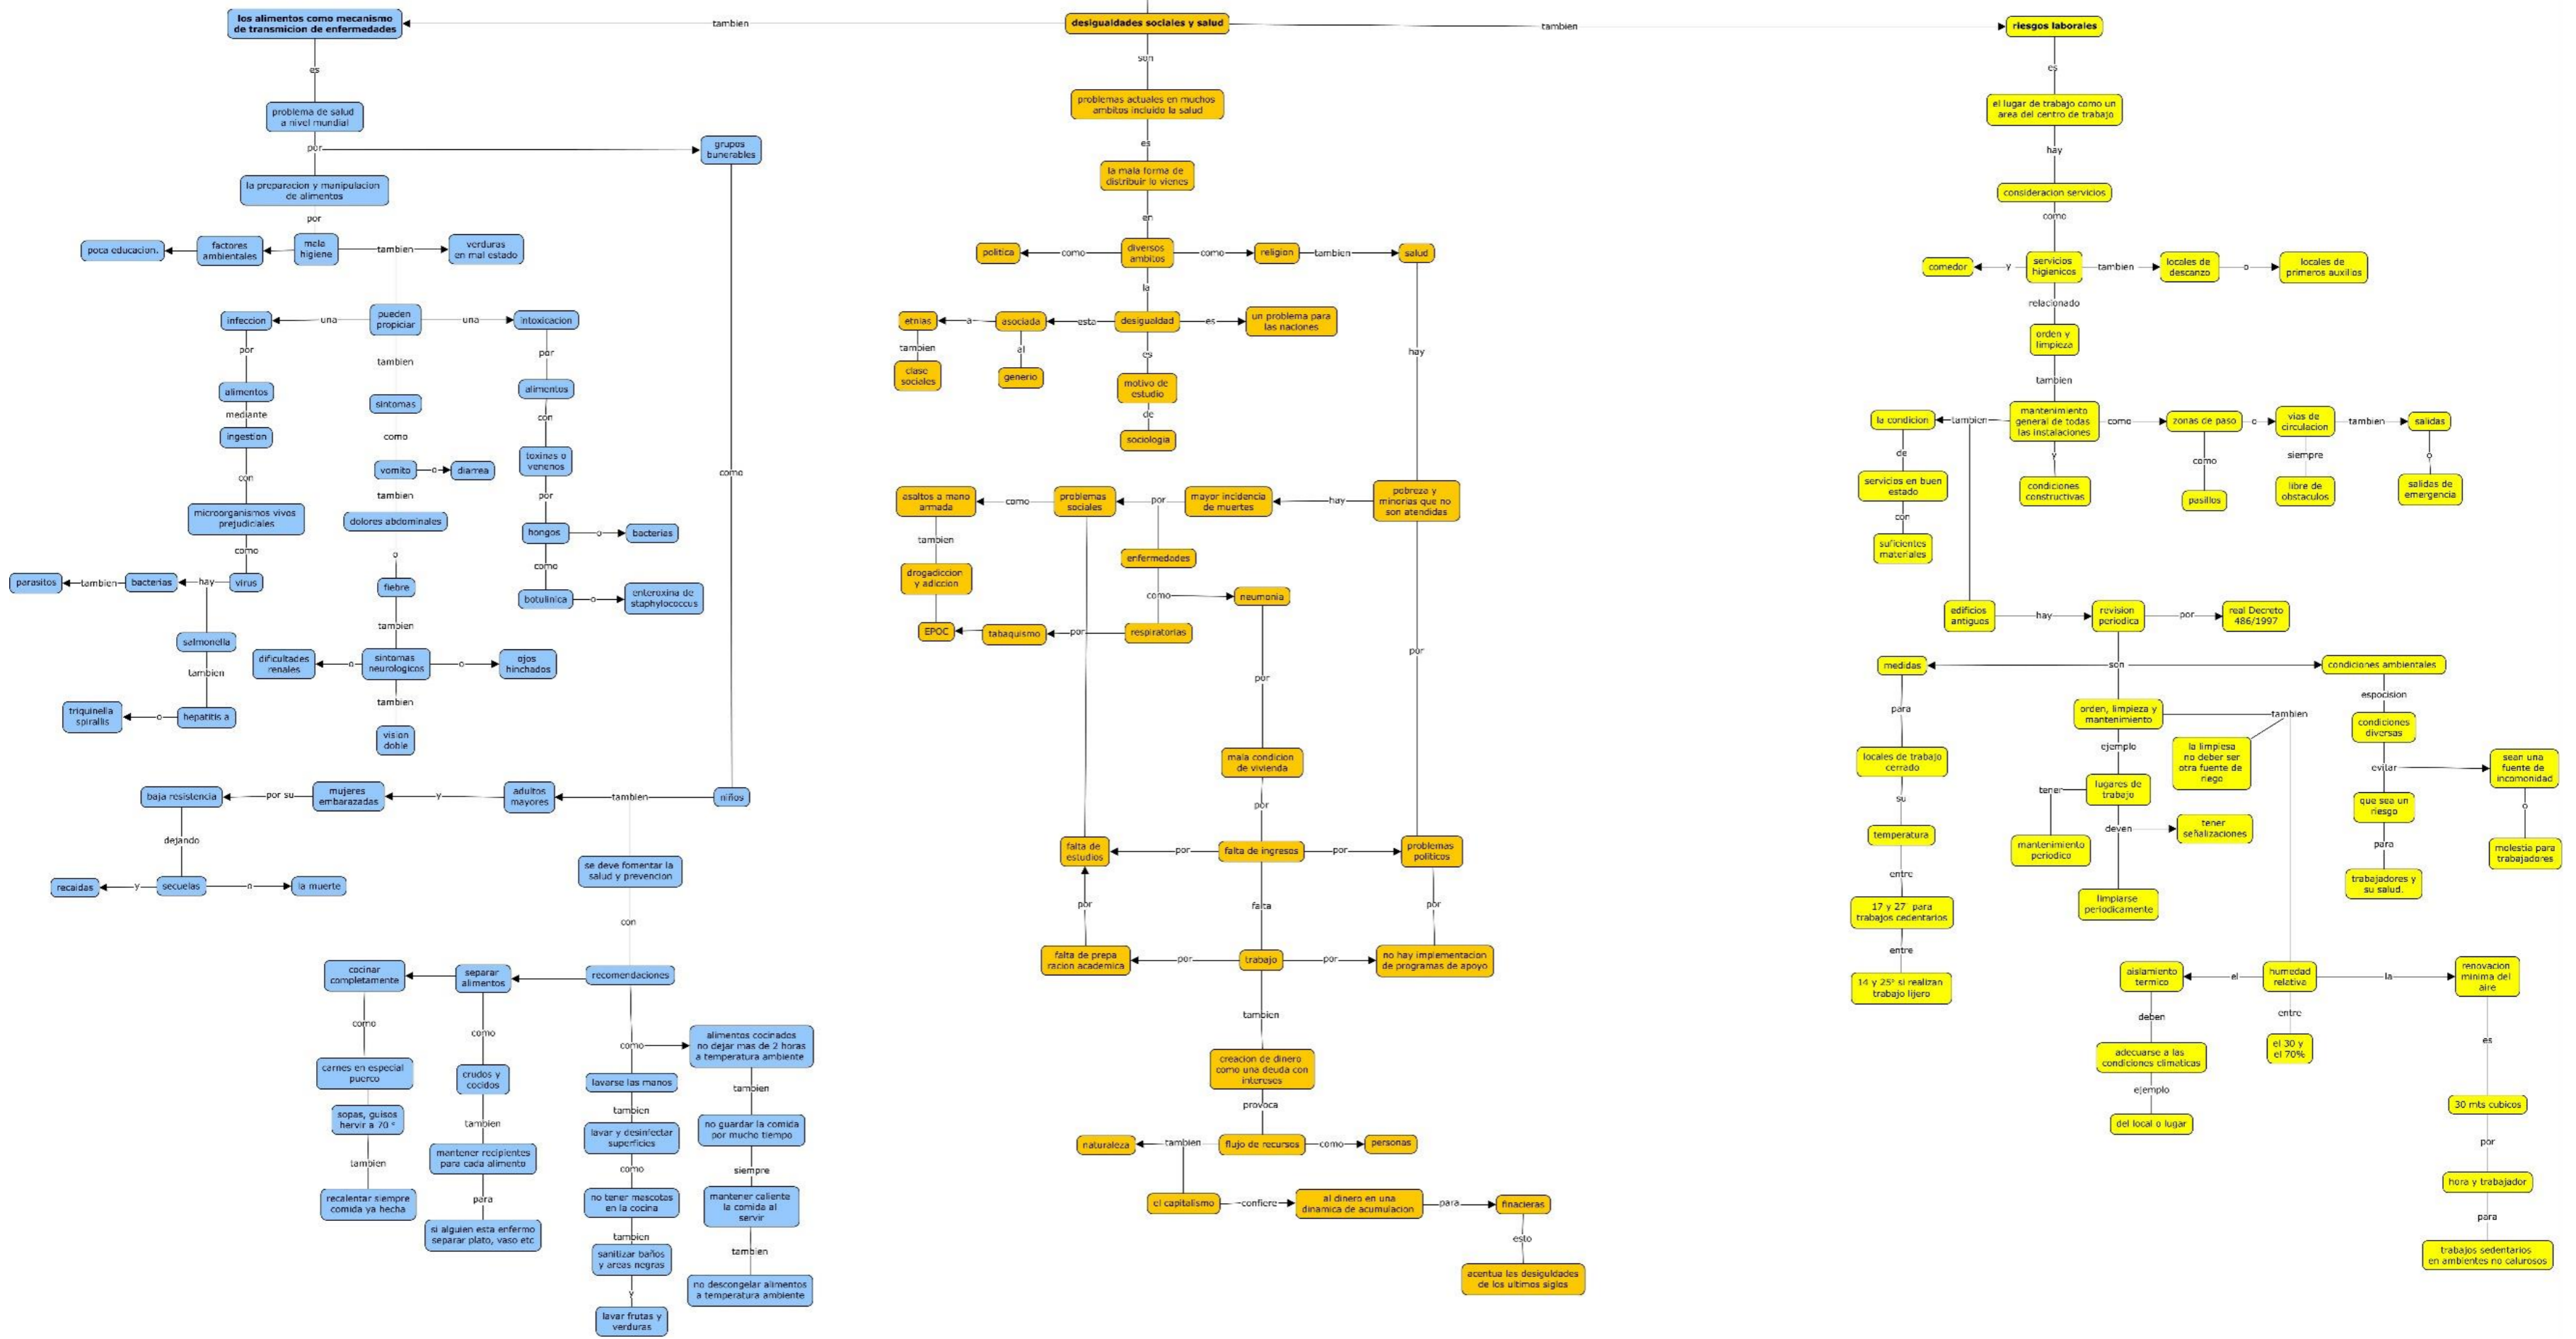 los alimentos como mecanismo
de transmicion de enfermedades
tambien
desigualdades sociales y salud
tambien
riesgos laborales
es
problema de salud
a nivel mundial
por
grupos
bunerables
la preparacion y manipulacion
de alimentos
por
poca educacion.
factores
ambientales
mala
higiene
tambien
verduras
en mal estado
infeccion
una
pueden
propiciar
una
intoxicacion
por
tambien
por
alimentos
sintomas
alimentos
mediante
como
con
ingestion
vomito
o
diarrea
toxinas o
venenos
con
tambien
por
microorganismos vivos
prejudiciales
dolores abdominales
hongos
o
bacterias
como
o
como
parasitos
tambien
bacterias
hay
virus
fiebre
botulinica
o
enteroxina de
staphylococcus
salmonella
tambien
dificultades
renales
o
sintomas
neurologicos
o
ojos
hinchados
tambien
tambien
triquinella
spirallis
o
hepatitis a
vision
doble
como
baja resistencia
por su
mujeres
embarazadas
y
adultos
mayores
tambien
niños
dejando
recaidas
y
secuelas
o
la muerte
se deve fomentar la
salud y prevencion
con
cocinar
completamente
separar
alimentos
recomendaciones
como
como
como
alimentos cocinados
no dejar mas de 2 horas
a temperatura ambiente
carnes en especial
puerco
crudos y
cocidos
lavarse las manos
tambien
sopas, guisos
hervir a 70 °
tambien
tambien
lavar y desinfectar
superficies
no guardar la comida
por mucho tiempo
tambien
mantener recipientes
para cada alimento
como
siempre
recalentar siempre
comida ya hecha
para
no tener mascotas
en la cocina
mantener caliente
la comida al
servir
si alguien esta enfermo
separar plato, vaso etc
tambien
tambien
sanitizar baños
y areas negras
no descongelar alimentos
a temperatura ambiente
y
lavar frutas y
verduras
son
problemas actuales en muchos
ambitos incluido la salud
es
la mala forma de
distribuir lo vienes
en
politica
como
diversos
ambitos
como
religion
tambien
salud
la
etnias
a
asociada
esta
desigualdad
es
un problema para
las naciones
tambien
al
es
hay
clase
sociales
generio
motivo de
estudio
de
sociologia
asaltos a mano
armada
como
problemas
sociales
por
mayor incidencia
de muertes
hay
pobreza y
minorias que no
son atendidas
tambien
enfermedades
drogadiccion
y adiccion
como
neumonia
EPOC
tabaquismo
por
respiratorias
por
por
mala condicion
de vivienda
por
falta de
estudios
por
falta de ingresos
por
problemas
politicos
por
falta
por
falta de prepa
racion academica
por
trabajo
por
no hay implementacion
de programas de apoyo
tambien
creacion de dinero
como una deuda con
intereses
provoca
naturaleza
tambien
flujo de recursos
como
personas
el capitalismo
confiere
al dinero en una
dinamica de acumulacion
para
finacieras
esto
acentua las desiguldades
de los ultimos siglos
es
el lugar de trabajo como un
area del centro de trabajo
hay
consideracion servicios
como
comedor
y
servicios
higienicos
tambien
locales de
descanzo
o
locales de
primeros auxilios
relacionado
orden y
limpieza
tambien
la condicion
tambien
mantenimiento
general de todas
las instalaciones
como
zonas de paso
o
vias de
circulacion
tambien
salidas
de
y
como
siempre
o
servicios en buen
estado
condiciones
constructivas
pasillos
libre de
obstaculos
salidas de
emergencia
con
suficientes
materiales
edificios
antigues
hay
revision
periodica
por
real Decreto
486/1997
medidas
son
condiciones ambientales
para
orden, limpieza y
mantenimiento
tambien
espocision
ejemplo
la limpiesa
no deber ser
otra fuente de
riego
condiciones
diversas
locales de trabajo
cerrado
evitar
sean una
fuente de
incomonidad
su
tener
lugares de
trabajo
que sea un
riesgo
o
temperatura
deven
tener
señalizaciones
mantenimiento
periodico
para
molestia para
trabajadores
entre
limpiarse
periodicamente
trabajadores y
su salud.
17 y 27° para
trabajos cedentarios
entre
14 y 25° si realizan
trabajo lijero
aislamiento
termico
el
humedad
relativa
la
renovacion
minima del
aire
deben
entre
es
adecuarse a las
condiciones climaticas
el 30 y
el 70%
ejemplo
30 mts cubicos
del local o lugar
por
hora y trabajador
para
trabajos sedentarios
en ambientes no calurosos